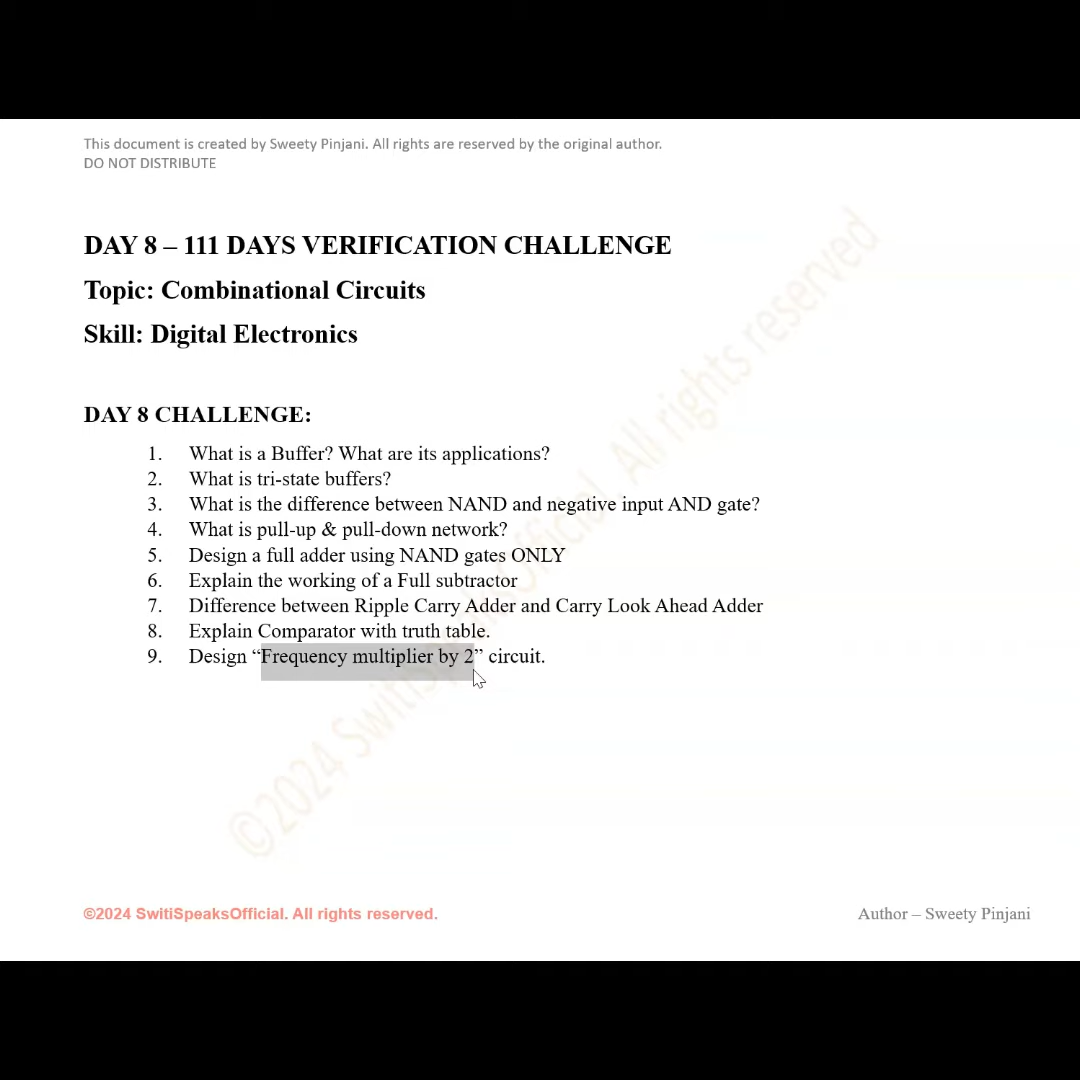 This document is created by Sweety Pinjani. All rights are reserved by the original author.
DO NOT DISTRIBUTE
DAY 8 – 111 DAYS VERIFICATION CHALLENGE
Topic: Combinational Circuits
Skill: Digital Electronics
DAY 8 CHALLENGE:
1. What is a Buffer? What are its applications?
2. What is tri-state buffers?
3. What is the difference between NAND and negative input AND gate?
4. What is pull-up & pull-down network?
5. Design a full adder using NAND gates ONLY
6. Explain the working of a Full subtractor
7. Difference between Ripple Carry Adder and Carry Look Ahead Adder
8. Explain Comparator with truth table.
9. Design “Frequency multiplier by 2” circuit.
©2024 SwitiSpeaksOfficial. All rights reserved
©2024 SwitiSpeaksOfficial. All rights reserved.
Author – Sweety Pinjani